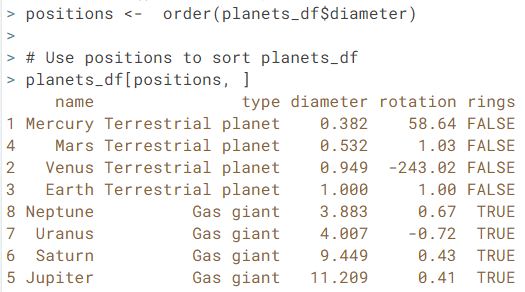 > positions <-  order(planets_df$diameter)
>
> # Use positions to sort planets_df
> planets_df[positions, ]
     name               type diameter rotation rings
1 Mercury Terrestrial planet    0.382    58.64 FALSE
4    Mars Terrestrial planet    0.532     1.03 FALSE
2   Venus Terrestrial planet    0.949  -243.02 FALSE
3   Earth Terrestrial planet    1.000     1.00 FALSE
8 Neptune          Gas giant    3.883     0.67  TRUE
7  Uranus          Gas giant    4.007    -0.72  TRUE
6  Saturn          Gas giant    9.449     0.43  TRUE
5 Jupiter          Gas giant   11.209     0.41  TRUE